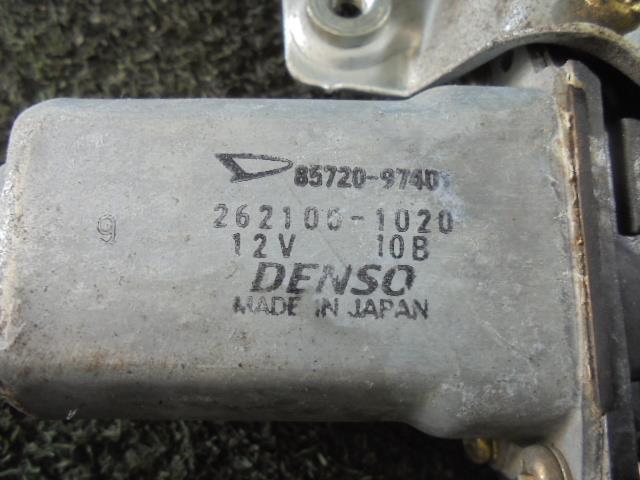 85720-97401
262100-1020
12V 10B
DENSO
MADE IN JAPAN
9